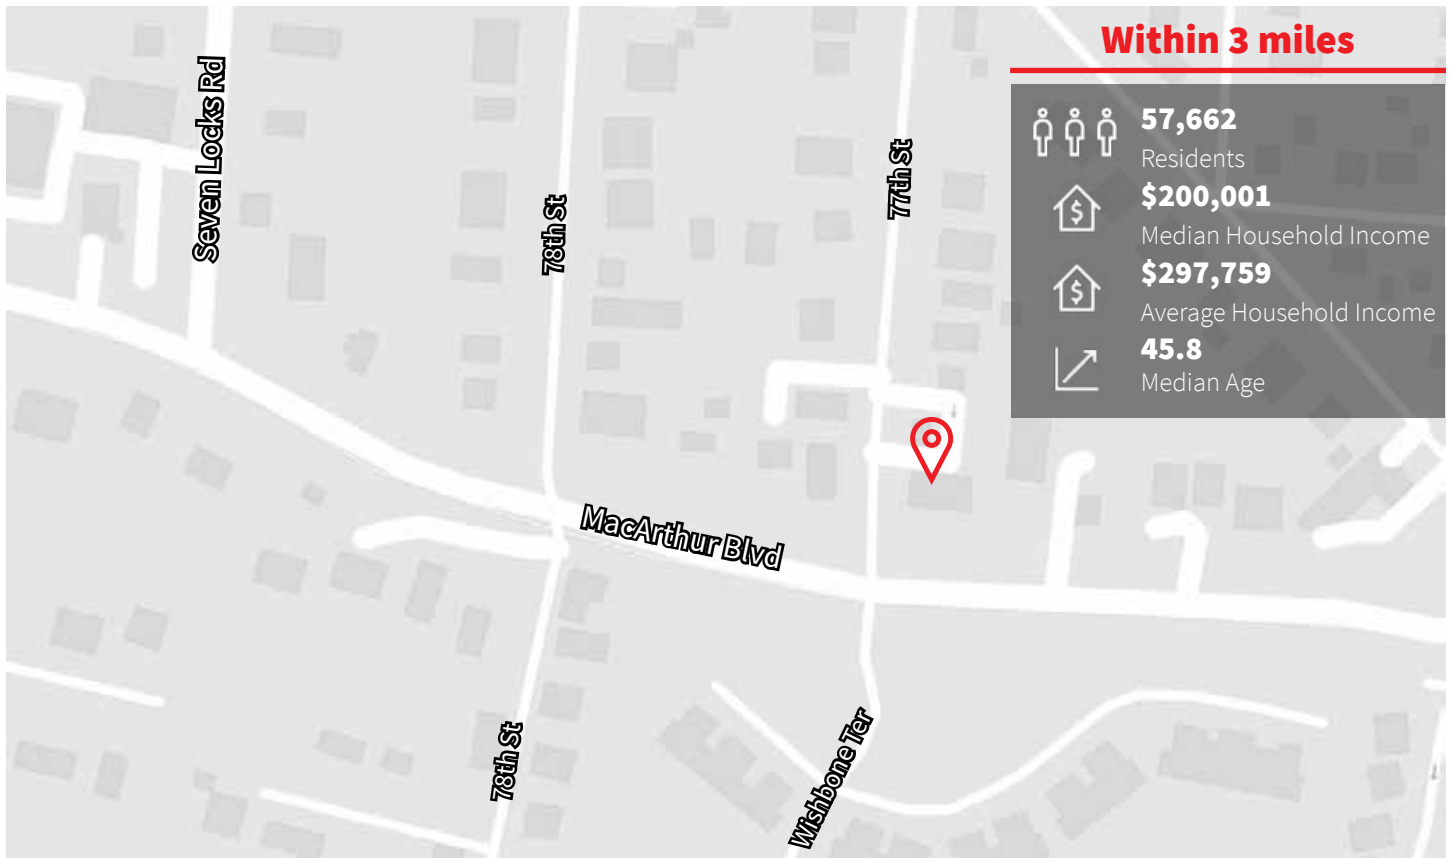 Within 3 miles
57,662
Residents
$200,001
Median Household Income
$297,759
Average Household Income
45.8
Median Age
Seven Locks Rd
78th St
77th St
MacArthur Blvd
78th St
Wishbone Ter